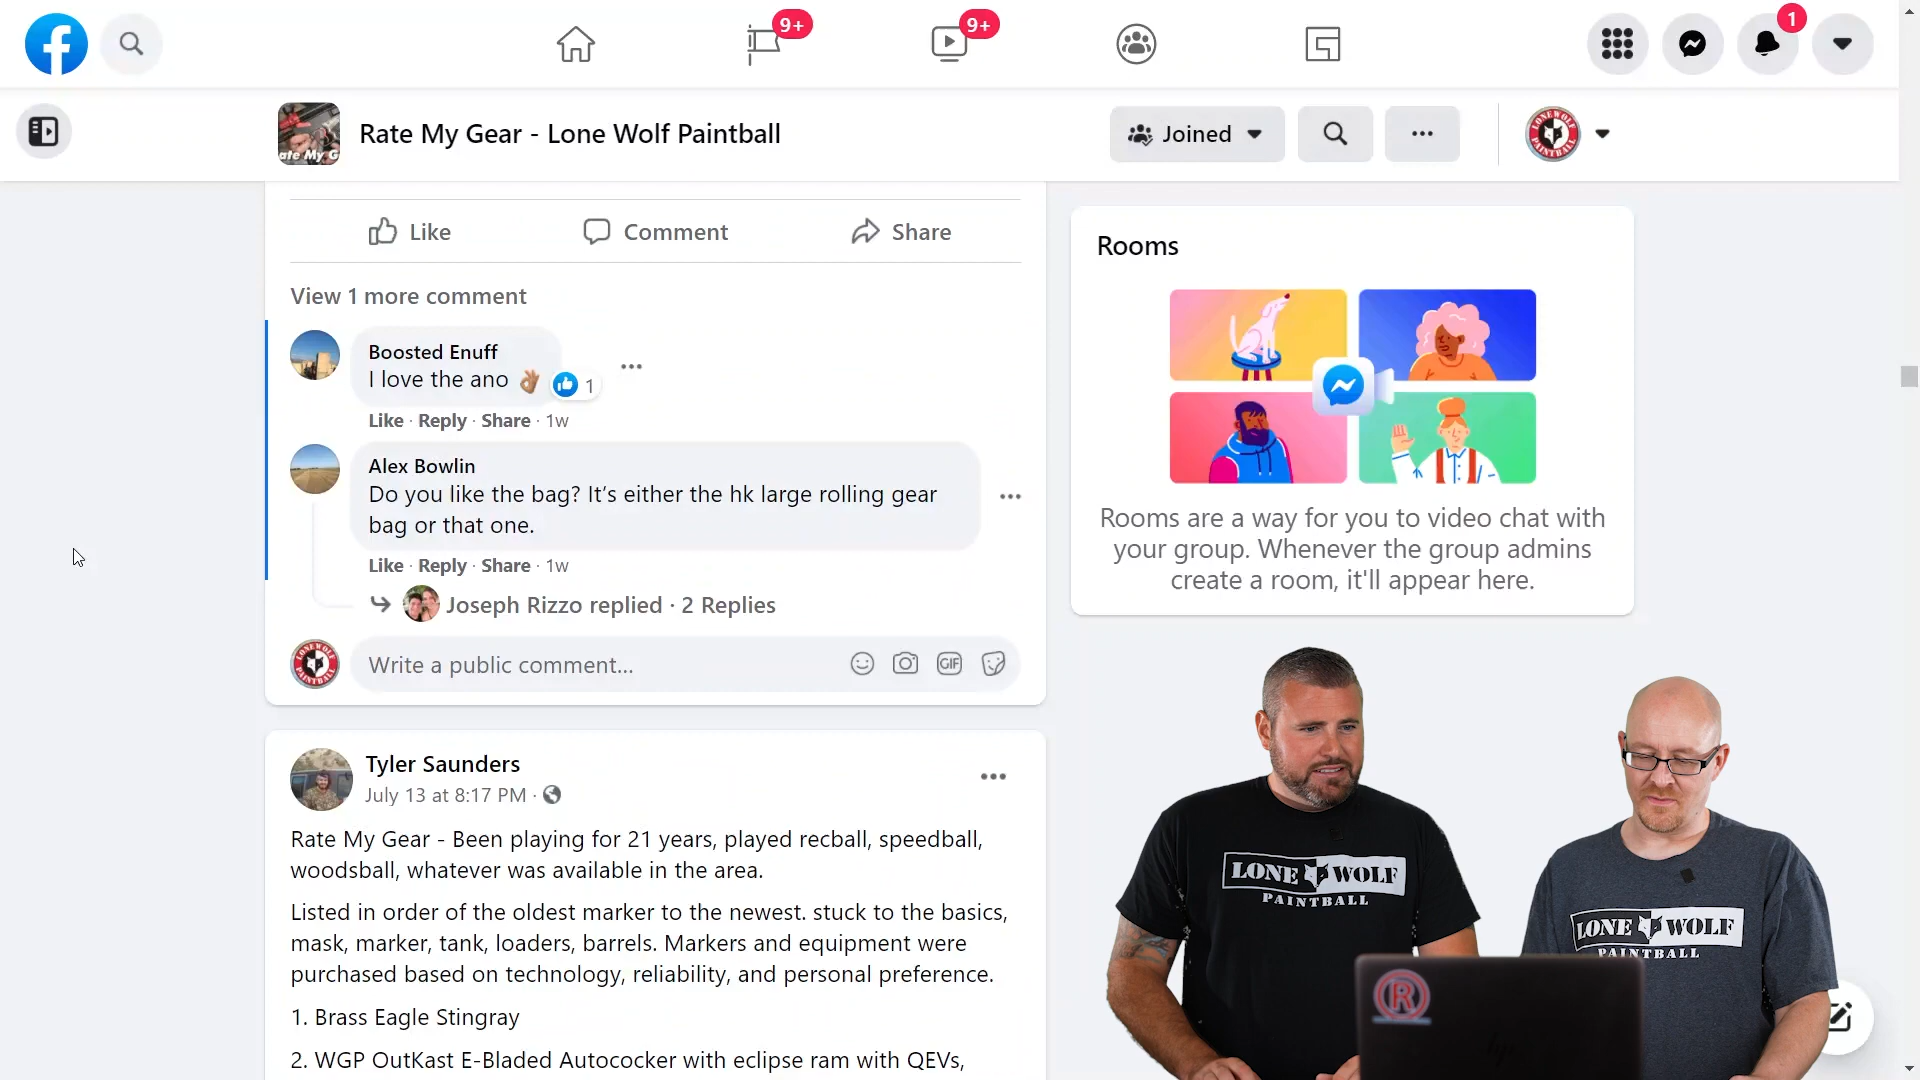 9+
9+
1
Rate My Gear - Lone Wolf Paintball
Joined
ate My G
LONE WOLF
PAINTBALL
Like
Comment
Share
View 1 more comment
Boosted Enuff
I love the ano 👌🏽
1
Like · Reply · Share · 1w
Alex Bowlin
Do you like the bag? It's either the hk large rolling gear
bag or that one.
Like · Reply · Share · 1w
Joseph Rizzo replied · 2 Replies
Write a public comment...
GIF
Tyler Saunders
July 13 at 8:17 PM ·
Rate My Gear - Been playing for 21 years, played recball, speedball,
woodsball, whatever was available in the area.
Listed in order of the oldest marker to the newest. stuck to the basics,
mask, marker, tank, loaders, barrels. Markers and equipment were
purchased based on technology, reliability, and personal preference.
1. Brass Eagle Stingray
2. WGP OutKast E-Bladed Autococker with eclipse ram with QEVs,
Rooms
Rooms are a way for you to video chat with
your group. Whenever the group admins
create a room, it'll appear here.
LONE WOLF
PAINTBALL
LONE WOLF
PAINTBALL
R